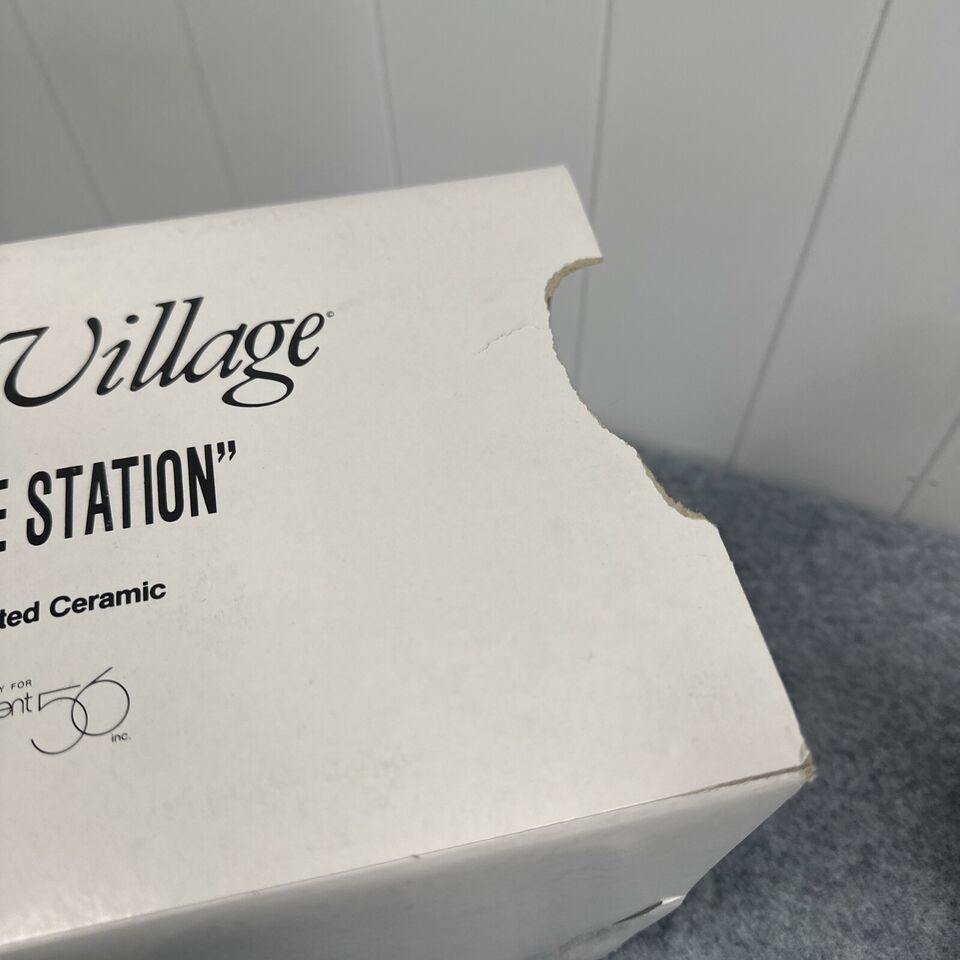 Village©
E STATION”
ted Ceramic
Y FOR
ent 56
inc.